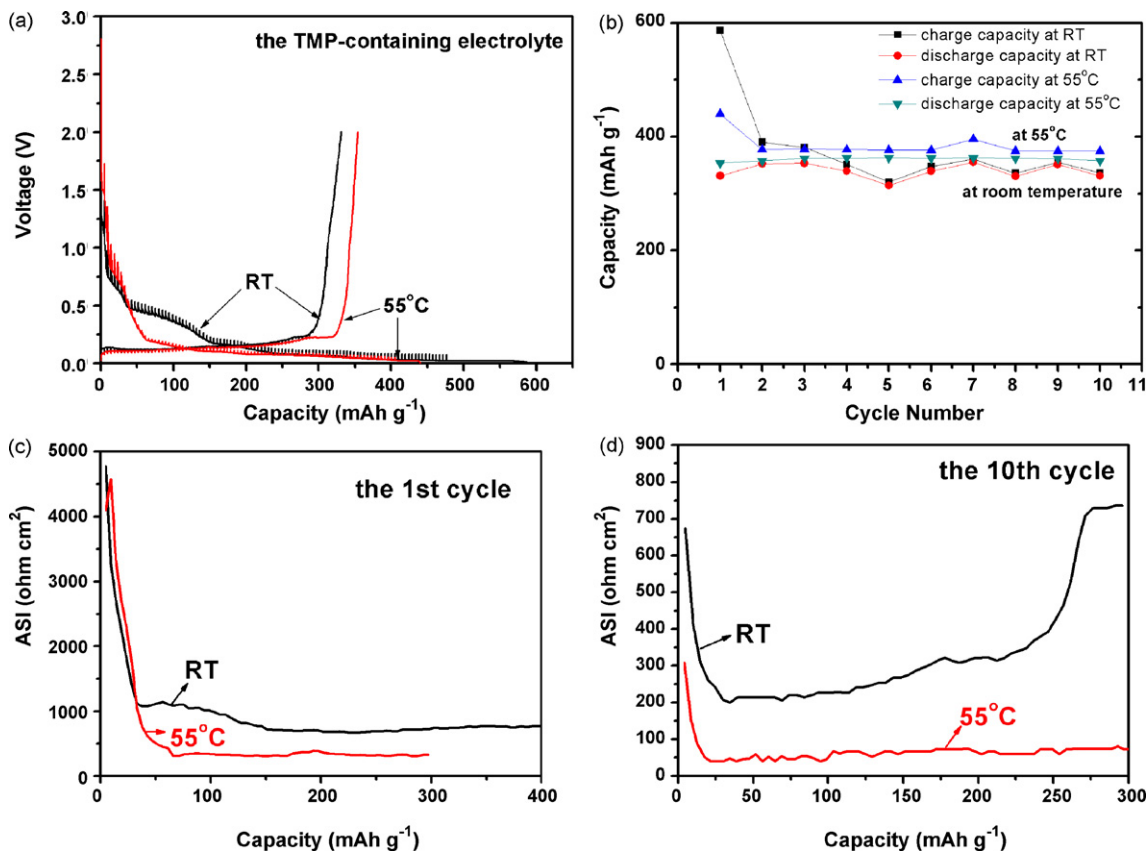 (a)
the TMP-containing electrolyte
3.0
2.5
2.0
1.5
1.0
0.5
0.0
Voltage (V)
RT
55°C
0 100 200 300 400 500 600
Capacity (mAh g⁻¹)
(b)
600
400
200
0
Capacity (mAh g⁻¹)
charge capacity at RT
discharge capacity at RT
charge capacity at 55°C
discharge capacity at 55°C
at 55°C
at room temperature
0 1 2 3 4 5 6 7 8 9 10 11
Cycle Number
(c)
the 1st cycle
5000
4000
3000
2000
1000
0
ASI (ohm cm²)
RT
55°C
0 100 200 300 400
Capacity (mAh g⁻¹)
(d)
the 10th cycle
900
750
600
450
300
150
0
ASI (ohm cm²)
RT
55°C
0 50 100 150 200 250 300
Capacity (mAh g⁻¹)